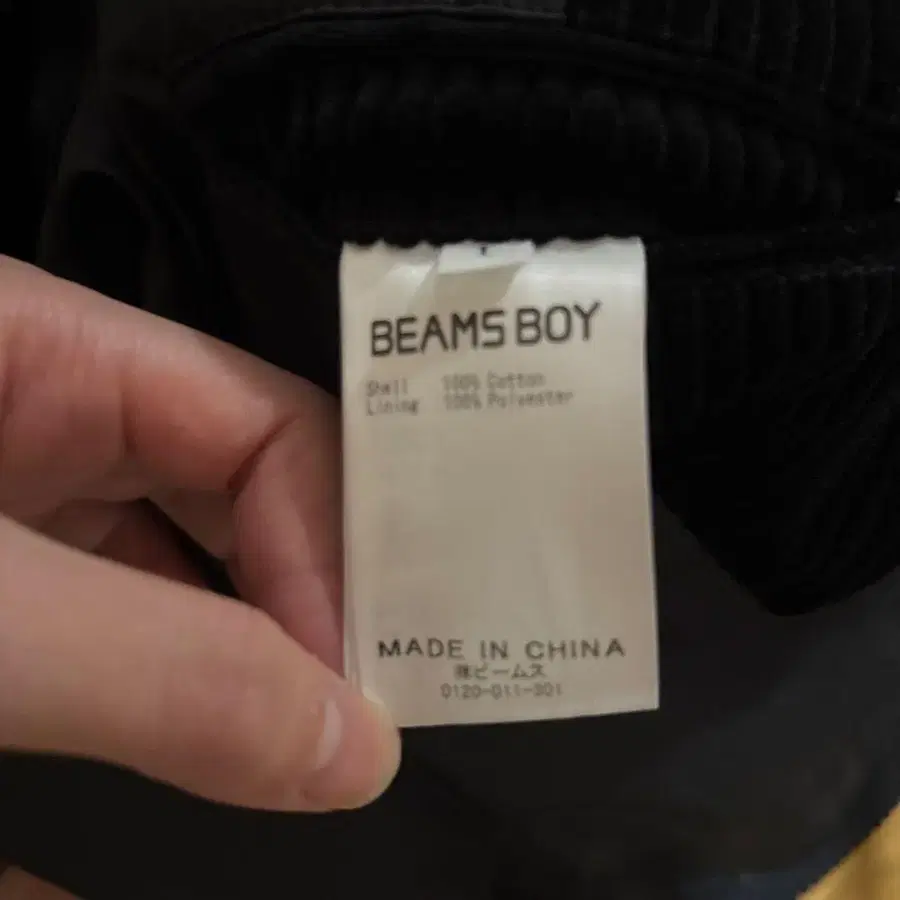 BEAMS BOY
Shell 100% Cotton
Lining 100% Polyester
MADE IN CHINA
㈱ビームス
0120-011-301